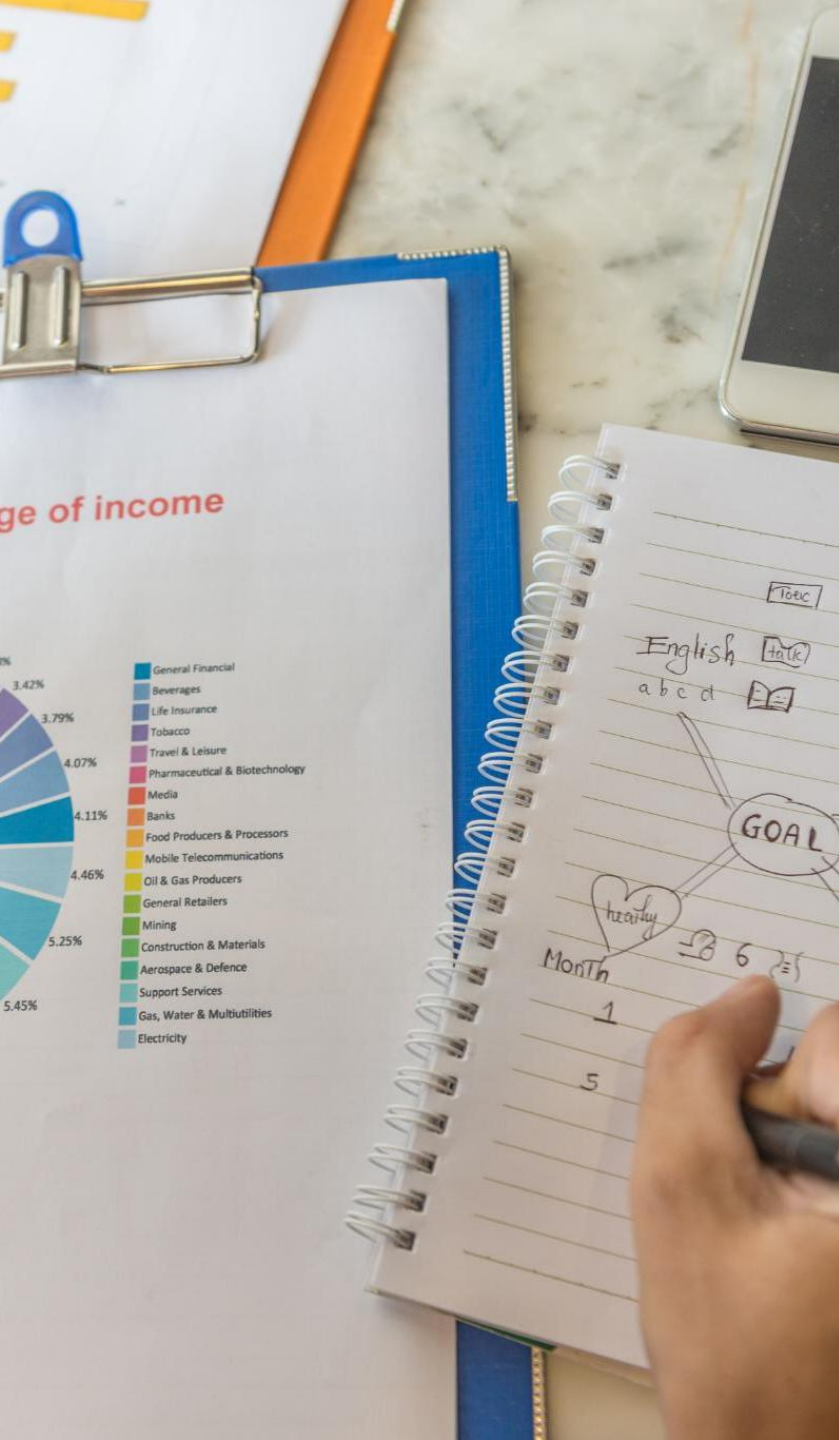 ge of income
3.42%
3.79%
4.07%
4.11%
4.46%
5.25%
5.45%
General Financial
Beverages
Life Insurance
Tobacco
Travel & Leisure
Pharmaceutical & Biotechnology
Media
Banks
Food Producers & Processors
Mobile Telecommunications
Oil & Gas Producers
General Retailers
Mining
Construction & Materials
Aerospace & Defence
Support Services
Gas, Water & Multiutilities
Electricity
Toeic
English talk
a b c d
GOAL
Month
6
1
5